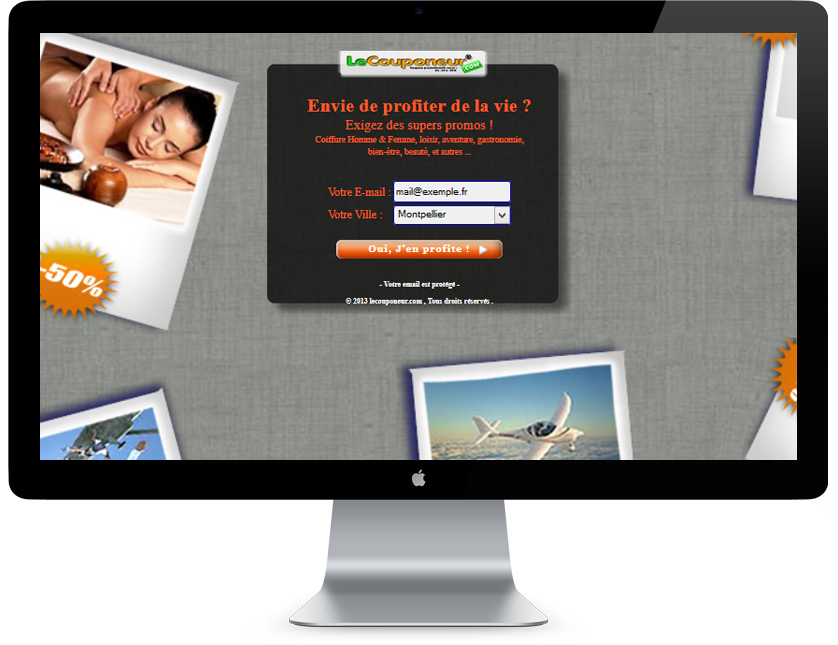 LeCouponeur
.COM
Envie de profiter de la vie ?
Exigez des supers promos !
Coiffure Homme & Femme, loisir, aventure, gastronomie,
bien-être, beauté, et autres ...
-50%
Votre E-mail : mail@exemple.fr
Votre Ville : Montpellier
Oui, J'en profite !
- Votre email est protégé -
© 2013 lecouponeur.com , Tous droits réservés .